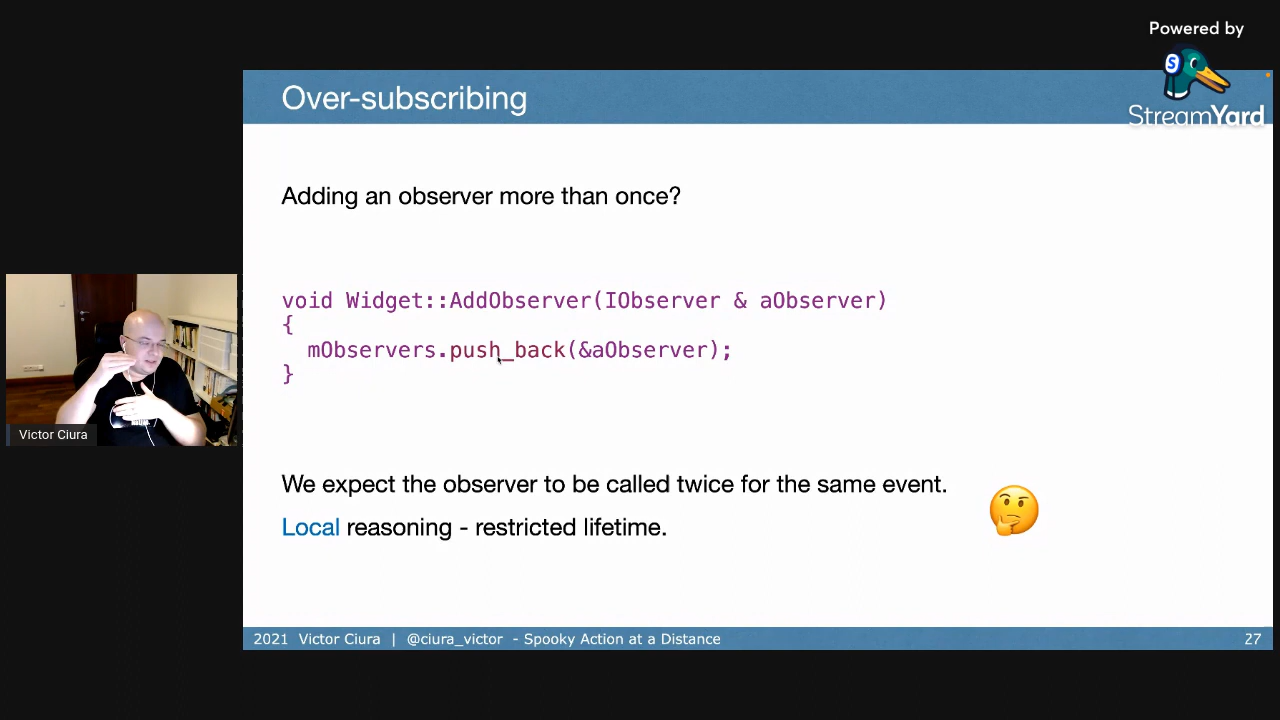 Powered by
S
StreamYard
Over-subscribing
Adding an observer more than once?
void Widget::AddObserver(IObserver & aObserver)
{
mObservers.push_back(&aObserver);
}
We expect the observer to be called twice for the same event.
Local reasoning - restricted lifetime.
Victor Ciura
2021 Victor Ciura | @ciura_victor - Spooky Action at a Distance
27